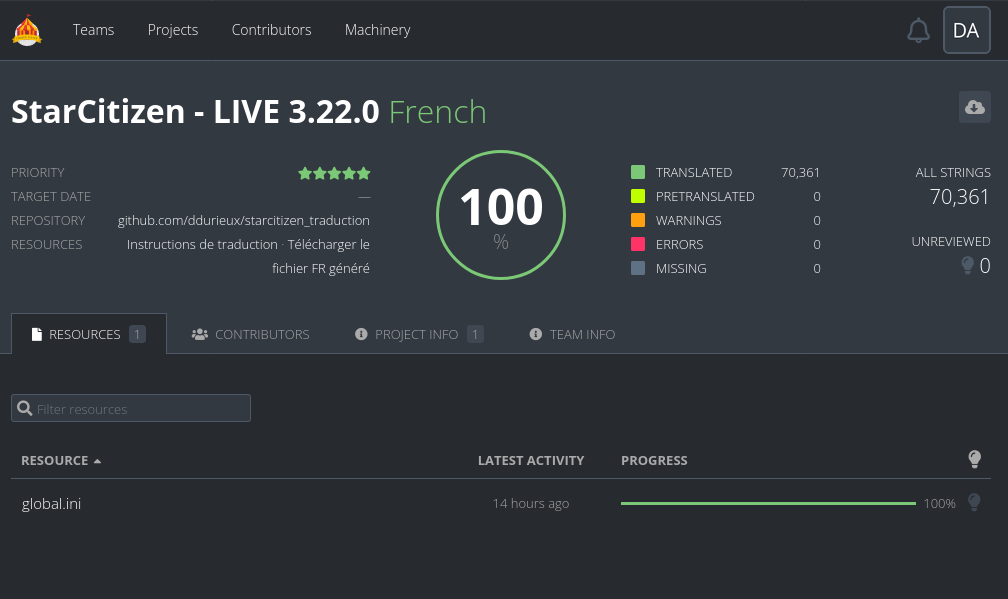 Teams Projects Contributors Machinery DA
StarCitizen - LIVE 3.22.0 French
PRIORITY
TARGET DATE —
REPOSITORY github.com/ddurieux/starcitizen_traduction
RESOURCES Instructions de traduction · Télécharger le
fichier FR généré
100
%
TRANSLATED 70,361
PRETRANSLATED 0
WARNINGS 0
ERRORS 0
MISSING 0
ALL STRINGS
70,361
UNREVIEWED
0
RESOURCES 1 CONTRIBUTORS PROJECT INFO 1 TEAM INFO
Filter resources
RESOURCE LATEST ACTIVITY PROGRESS
global.ini 14 hours ago 100%